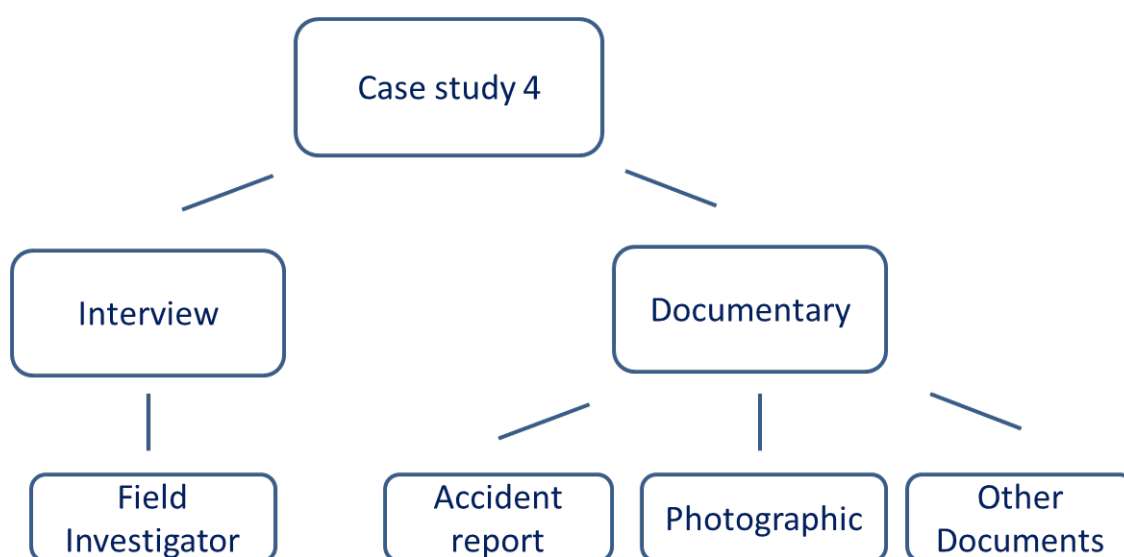 Case study 4
Interview
Documentary
Field
Investigator
Accident
report
Photographic
Other
Documents